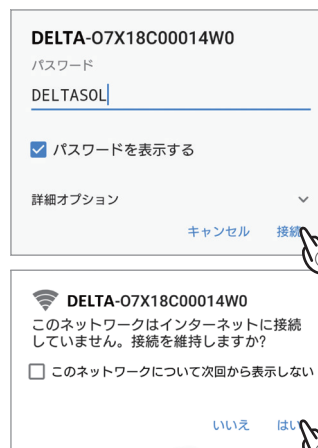 DELTA-O7X18C00014W0
パスワード
DELTASOL
パスワードを表示する
詳細オプション
キャンセル 接続
DELTA-O7X18C00014W0
このネットワークはインターネットに接続
していません。接続を維持しますか?
このネットワークについて次回から表示しない
いいえ はい